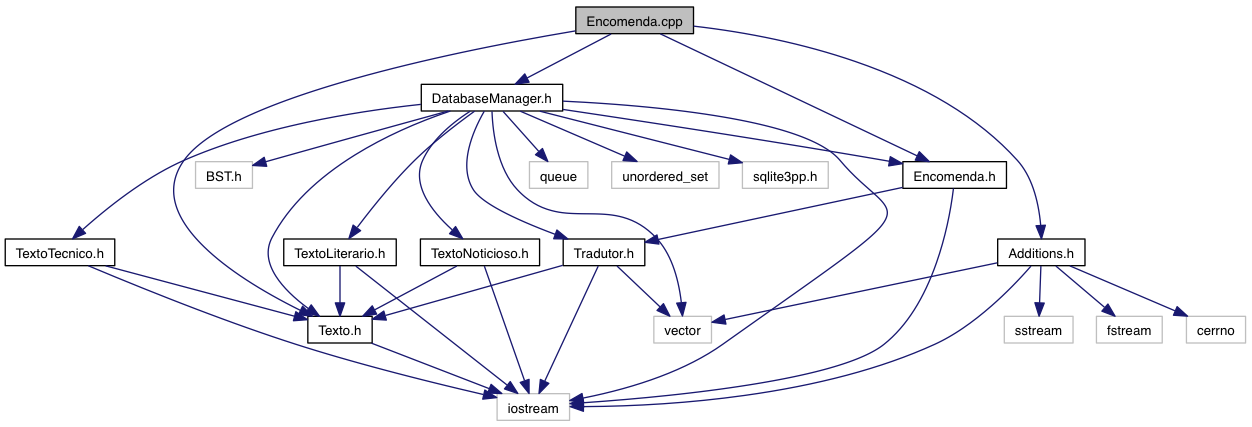 Encomenda.cpp
DatabaseManager.h
BST.h
queue
unordered_set
sqlite3pp.h
Encomenda.h
TextoTecnico.h
TextoLiterario.h
TextoNoticioso.h
Tradutor.h
Additions.h
Texto.h
vector
sstream
fstream
cerrno
iostream